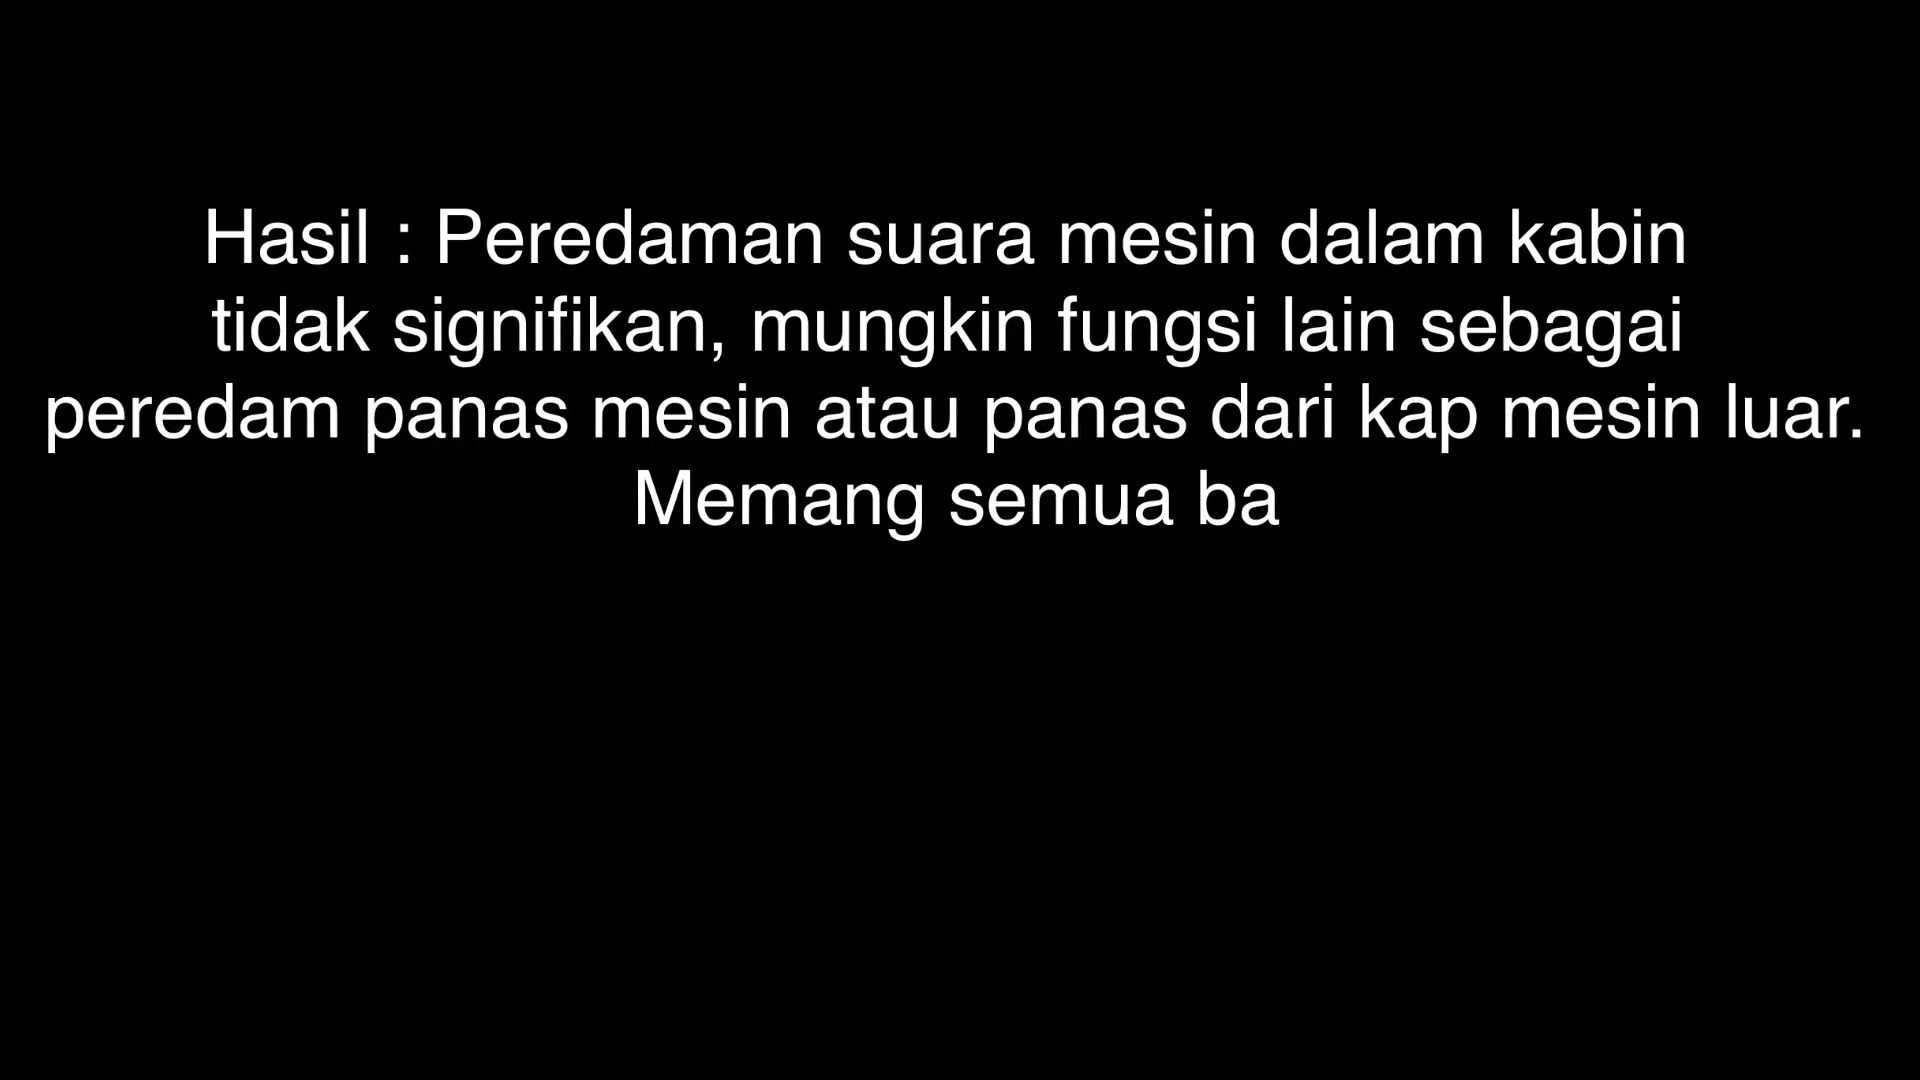 Hasil : Peredaman suara mesin dalam kabin
tidak signifikan, mungkin fungsi lain sebagai
peredam panas mesin atau panas dari kap mesin luar.
Memang semua ba